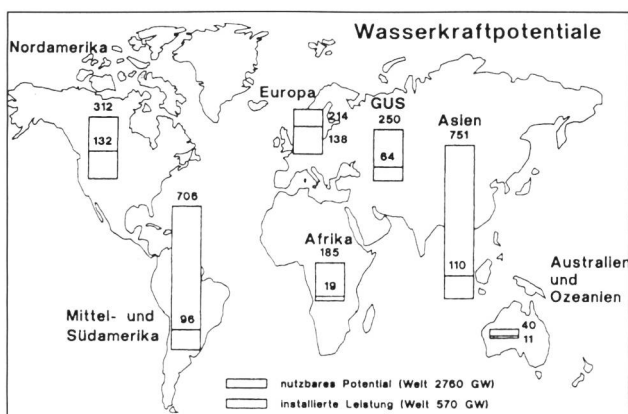 Wasserkraftpotentiale
Nordamerika
312
132
Europa
214
138
GUS
250
64
Asien
751
110
706
96
Mittel- und
Südamerika
Afrika
185
19
Australien
und
Ozeanien
40
11
nutzbares Potential (Welt 2760 GW)
installierte Leistung (Welt 570 GW)